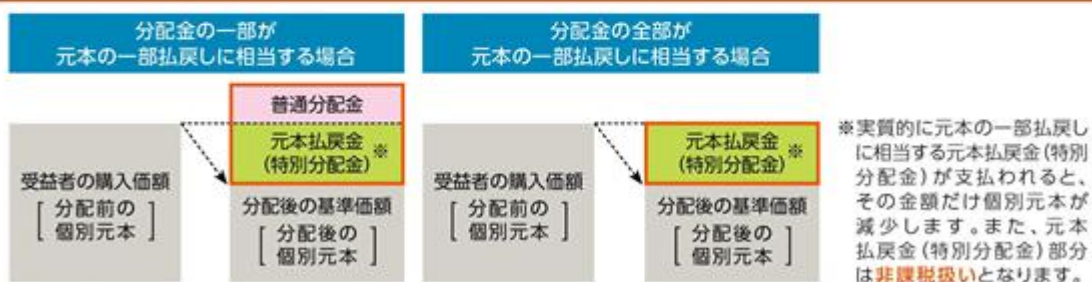 分配金の一部が
元本の一部払戻しに相当する場合
普通分配金
元本払戻金
(特別分配金)
※
受益者の購入価額
[ 分配前の
個別元本 ]
分配後の基準価額
[ 分配後の
個別元本 ]
分配金の全部が
元本の一部払戻しに相当する場合
元本払戻金
(特別分配金)
※
受益者の購入価額
[ 分配前の
個別元本 ]
分配後の基準価額
[ 分配後の
個別元本 ]
※実質的に元本の一部払戻し
に相当する元本払戻金(特別
分配金)が支払われると、
その金額だけ個別元本が
減少します。また、元本
払戻金(特別分配金)部分
は非課税扱いとなります。